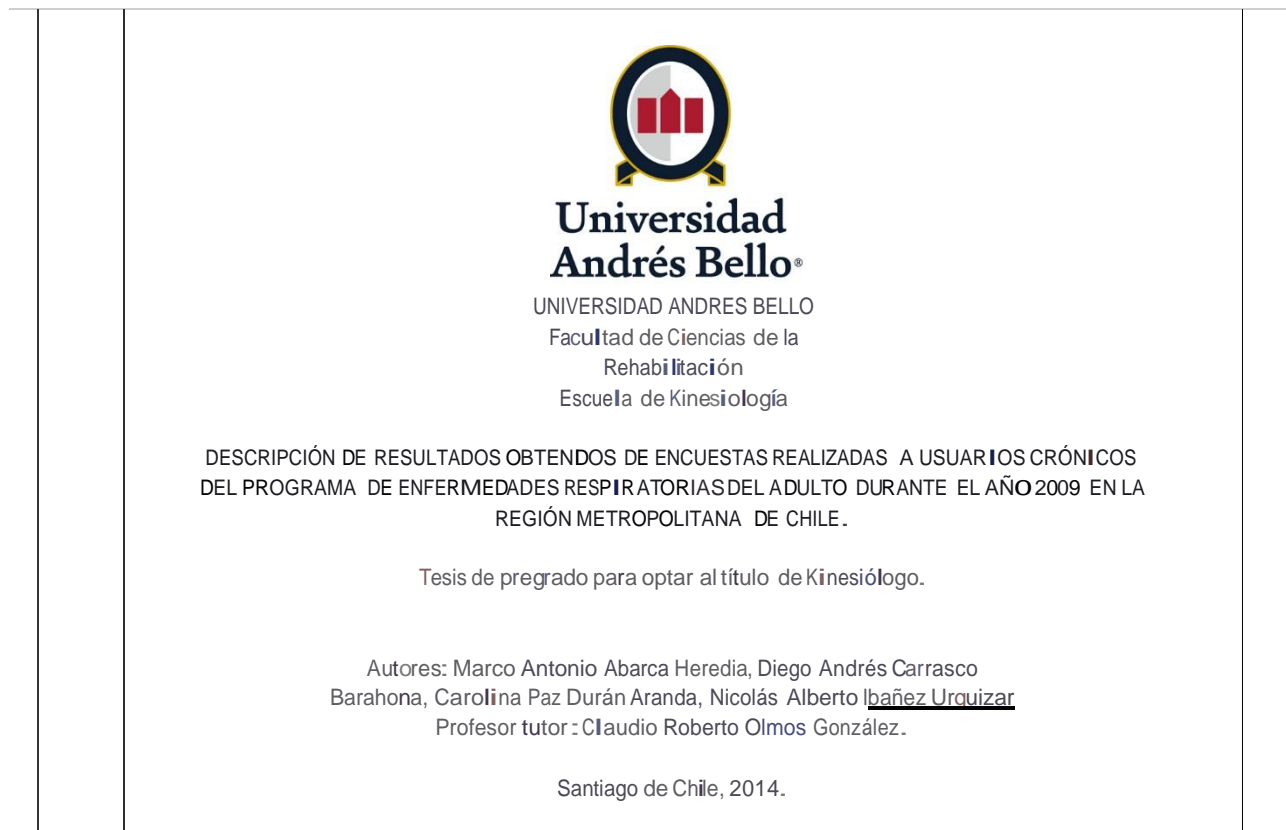 Universidad
Andrés Bello®
UNIVERSIDAD ANDRES BELLO
Facultad de Ciencias de la
Rehabilitación
Escuela de Kinesiología
DESCRIPCIÓN DE RESULTADOS OBTENDOS DE ENCUESTAS REALIZADAS A USUARIOS CRÓNICOS
DEL PROGRAMA DE ENFERMEDADES RESPIRATORIAS DEL ADULTO DURANTE EL AÑO 2009 EN LA
REGIÓN METROPOLITANA DE CHILE.
Tesis de pregrado para optar al título de Kinesiólogo.
Autores: Marco Antonio Abarca Heredia, Diego Andrés Carrasco
Barahona, Carolina Paz Durán Aranda, Nicolás Alberto Ibañez Urquizar
Profesor tutor : Claudio Roberto Olmos González.
Santiago de Chile, 2014.